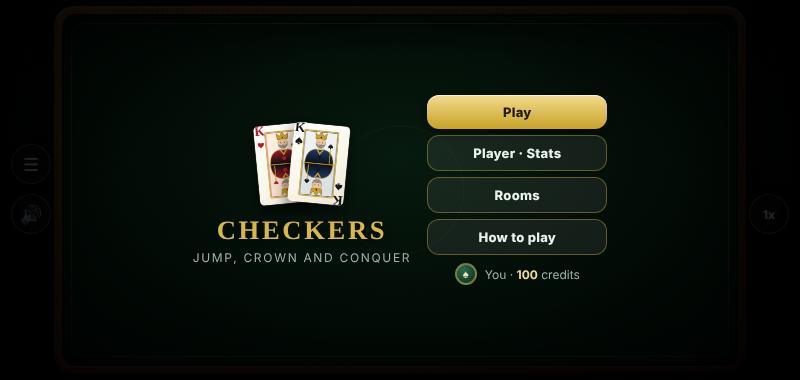 K
K
K
CHECKERS
JUMP, CROWN AND CONQUER
Play
Player · Stats
Rooms
How to play
You · 100 credits
1x